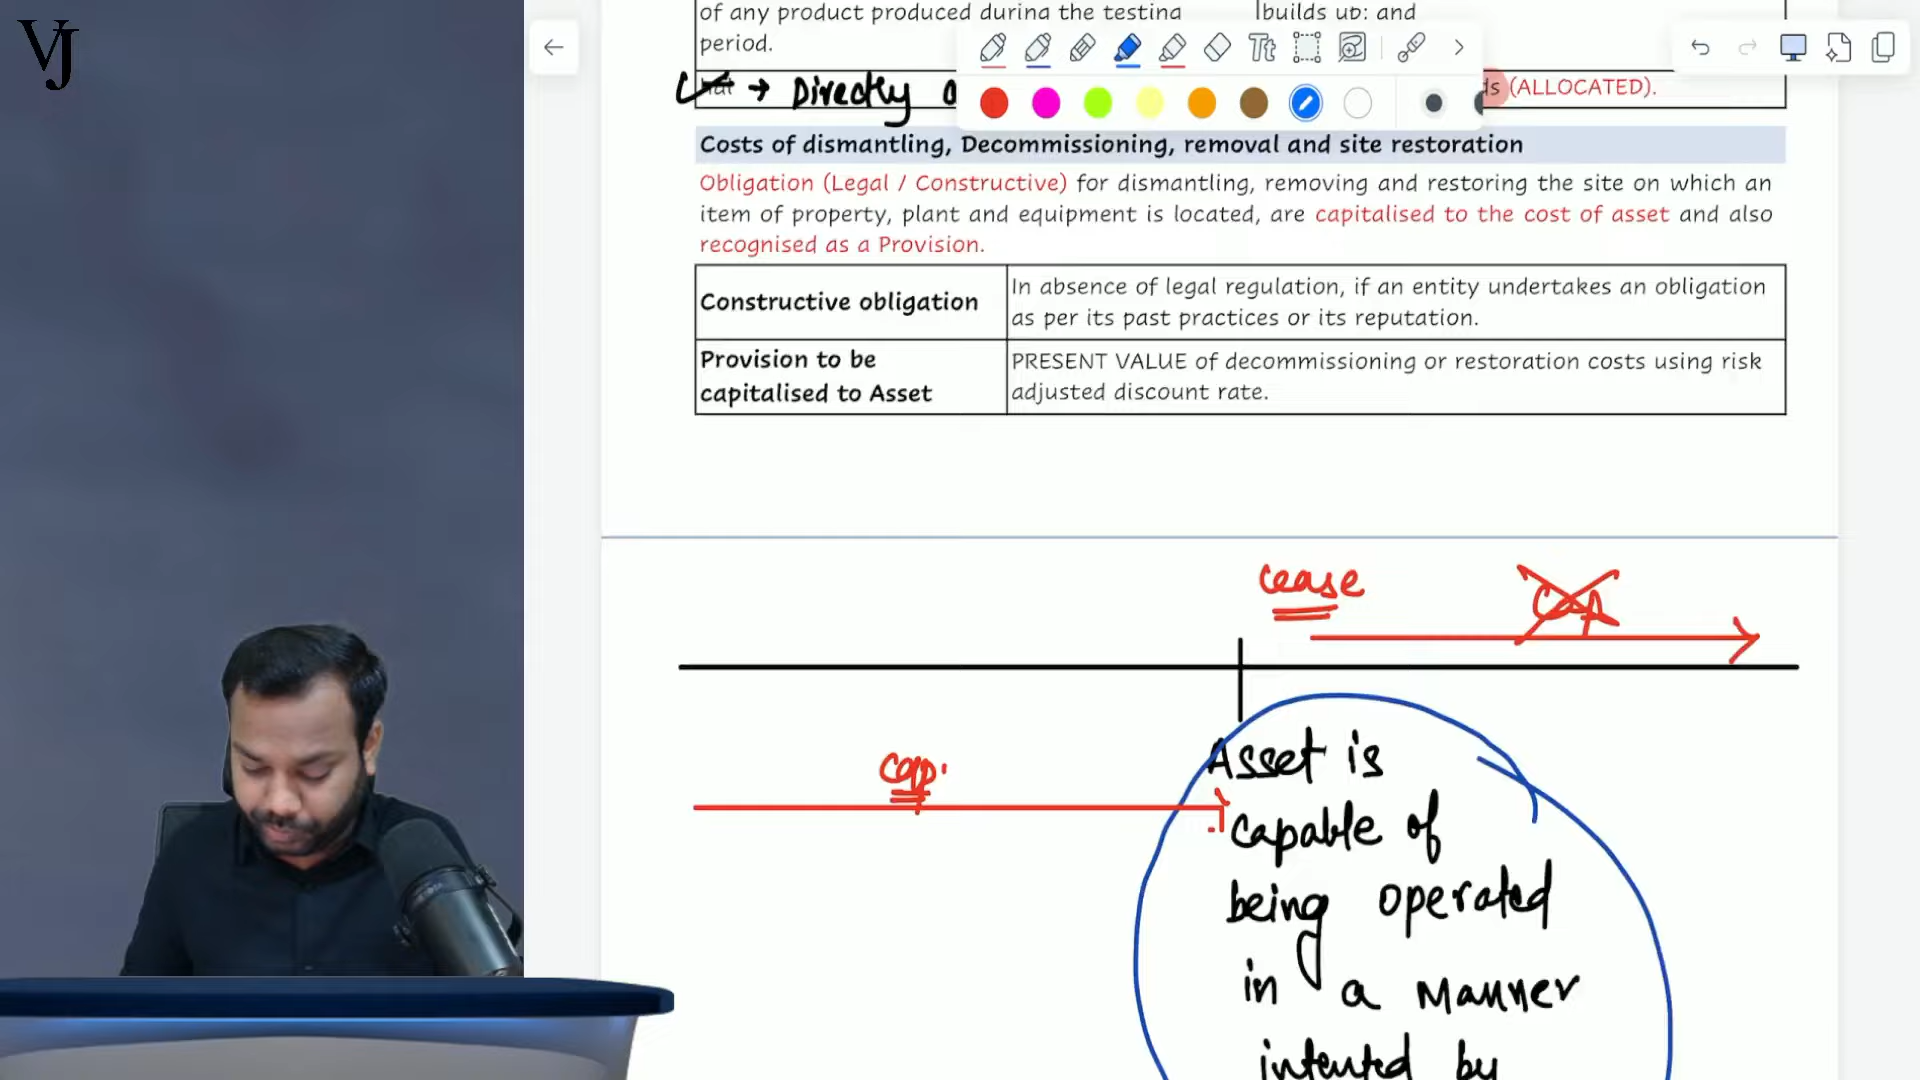 VJ
of any product produced during the testing
builds up; and
period.
→ Directly
(ALLOCATED).
Tt
Costs of dismantling, Decommissioning, removal and site restoration
Obligation (Legal / Constructive) for dismantling, removing and restoring the site on which an
item of property, plant and equipment is located, are capitalised to the cost of asset and also
recognised as a Provision.
Constructive obligation
In absence of legal regulation, if an entity undertakes an obligation
as per its past practices or its reputation.
Provision to be
capitalised to Asset
PRESENT VALUE of decommissioning or restoration costs using risk
adjusted discount rate.
cease
cap.
Asset is
capable of
being operated
in a manner
intented by